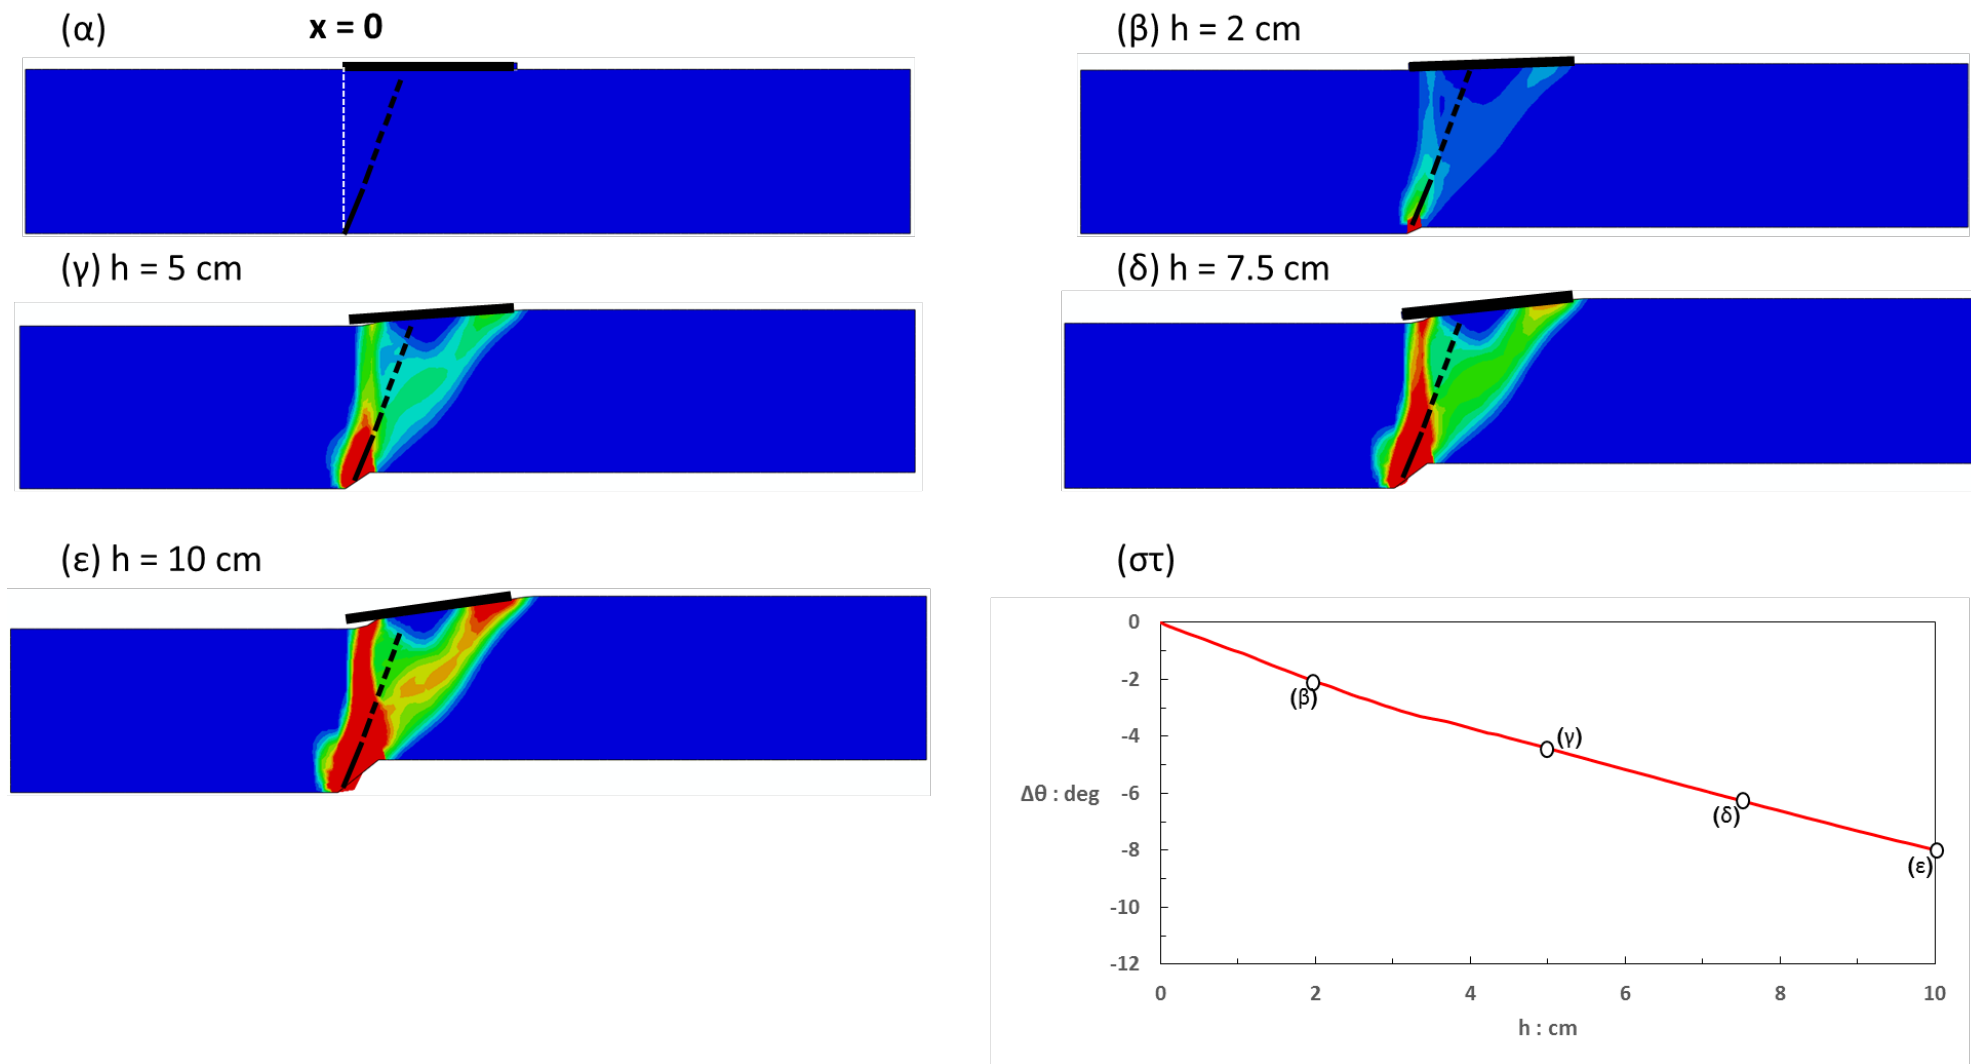 (α) x = 0
(β) h = 2 cm
(γ) h = 5 cm
(δ) h = 7.5 cm
(ε) h = 10 cm
(στ)
0
-2
-4
-6
-8
-10
-12
Δθ : deg
(β)
(γ)
(δ)
(ε)
0 2 4 6 8 10
h : cm